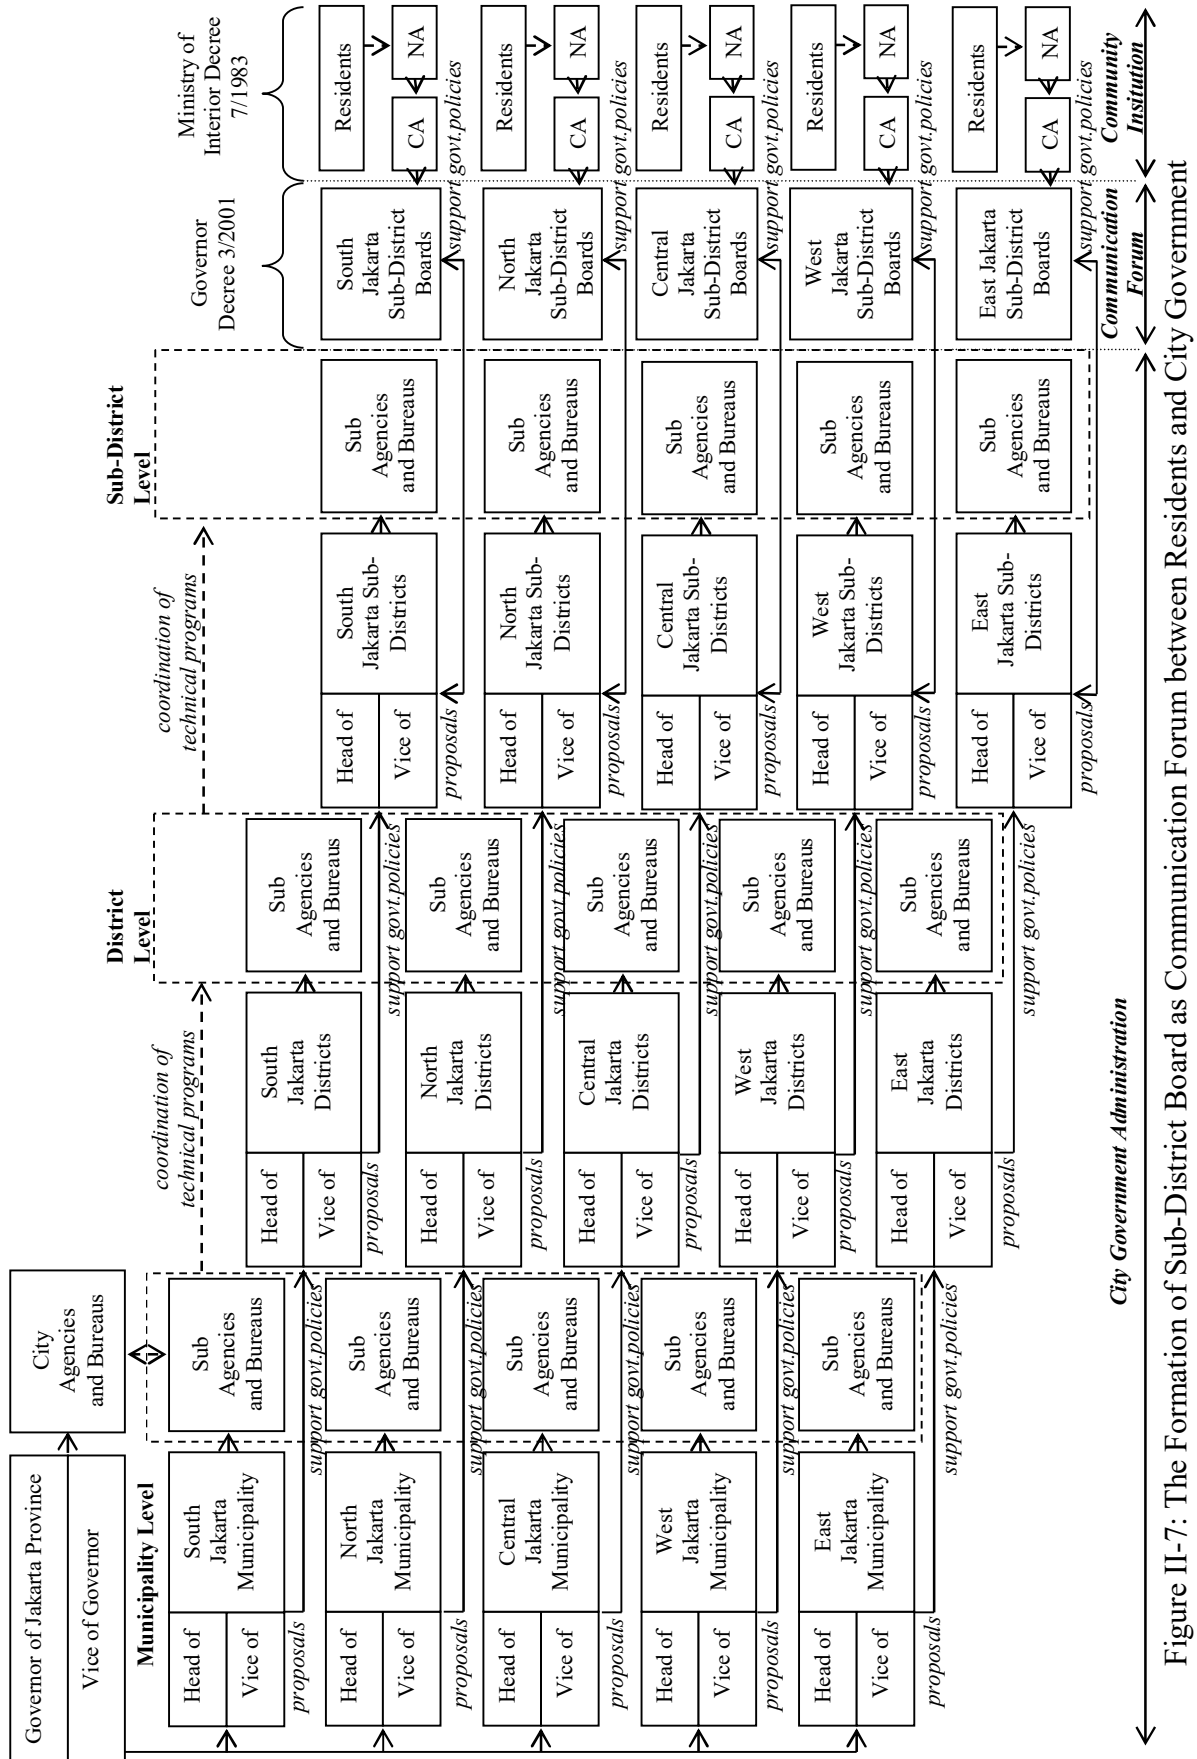 Governor of Jakarta Province
Vice of Governor
City
Agencies
and Bureaus
Municipality Level
Head of
Vice of
South
Jakarta
Municipality
Sub
Agencies
and Bureaus
proposals
support govt.policies
Head of
Vice of
North
Jakarta
Municipality
Sub
Agencies
and Bureaus
proposals
support govt.policies
Head of
Vice of
Central
Jakarta
Municipality
Sub
Agencies
and Bureaus
proposals
support govt.policies
Head of
Vice of
West
Jakarta
Municipality
Sub
Agencies
and Bureaus
proposals
support govt.policies
Head of
Vice of
East
Jakarta
Municipality
Sub
Agencies
and Bureaus
proposals
support govt.policies
coordination of
technical programs
District
Level
Head of
Vice of
South
Jakarta
Districts
Sub
Agencies
and Bureaus
proposals
support govt.policies
Head of
Vice of
North
Jakarta
Districts
Sub
Agencies
and Bureaus
proposals
support govt.policies
Head of
Vice of
Central
Jakarta
Districts
Sub
Agencies
and Bureaus
proposals
support govt.policies
Head of
Vice of
West
Jakarta
Districts
Sub
Agencies
and Bureaus
proposals
support govt.policies
Head of
Vice of
East
Jakarta
Districts
Sub
Agencies
and Bureaus
proposals
support govt.policies
coordination of
technical programs
Sub-District
Level
Head of
Vice of
South
Jakarta Sub-
Districts
Sub
Agencies
and Bureaus
proposals
Head of
Vice of
North
Jakarta Sub-
Districts
Sub
Agencies
and Bureaus
proposals
Head of
Vice of
Central
Jakarta Sub-
Districts
Sub
Agencies
and Bureaus
proposals
Head of
Vice of
West
Jakarta Sub-
Districts
Sub
Agencies
and Bureaus
proposals
Head of
Vice of
East
Jakarta Sub-
Districts
Sub
Agencies
and Bureaus
proposals
Governor
Decree 3/2001
South
Jakarta
Sub-District
Boards
support govt.policies
North
Jakarta
Sub-District
Boards
support govt.policies
Central
Jakarta
Sub-District
Boards
support govt.policies
West
Jakarta
Sub-District
Boards
support govt.policies
East Jakarta
Sub-District
Boards
support govt.policies
Ministry of
Interior Decree
7/1983
Residents
CA
NA
Residents
CA
NA
Residents
CA
NA
Residents
CA
NA
Residents
CA
NA
City Government Administration
Communication
Forum
Community
Insitution
Figure II-7: The Formation of Sub-District Board as Communication Forum between Residents and City Government